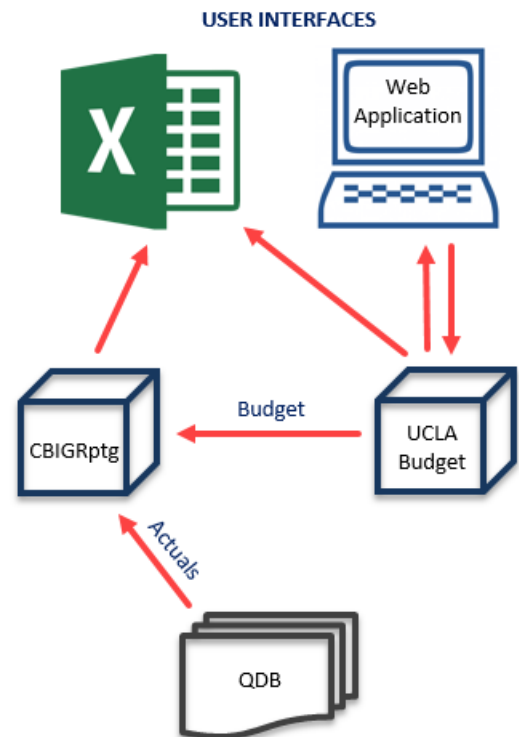 USER INTERFACES
X
Web
Application
Budget
CBIGRptg
UCLA
Budget
Actuals
QDB